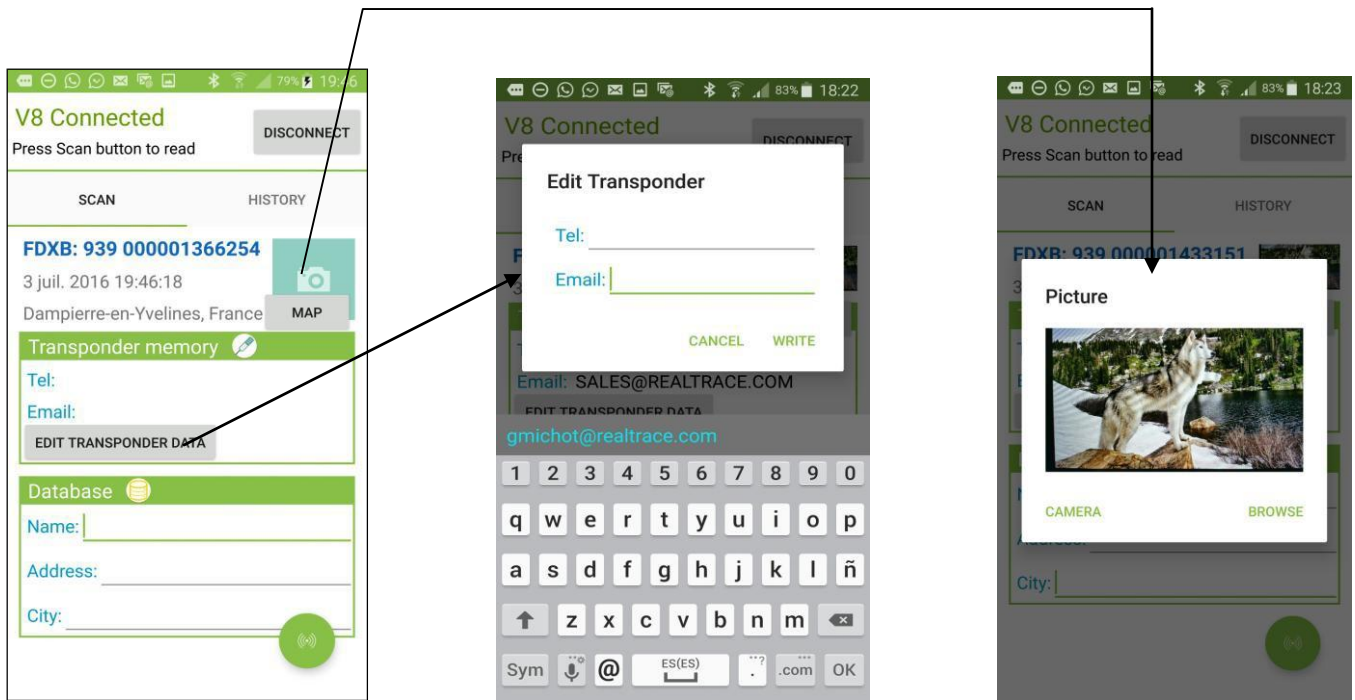 79% 19:46
V8 Connected
DISCONNECT
Press Scan button to read
SCAN HISTORY
FDXB: 939 000001366254
3 juil. 2016 19:46:18
Dampierre-en-Yvelines, France MAP
Transponder memory
Tel:
Email:
EDIT TRANSPONDER DATA
Database
Name:
Address:
City:
83% 18:22
V8 Connected
DISCONNECT
Pre
Edit Transponder
Tel:
Email:
CANCEL WRITE
Email: SALES@REALTRACE.COM
EDIT TRANSPONDER DATA
gmichot@realtrace.com
1 2 3 4 5 6 7 8 9 0
q w e r t y u i o p
a s d f g h j k l ñ
z x c v b n m
Sym @ ES(ES) . .com OK
83% 18:23
V8 Connected
DISCONNECT
Press Scan button to read
SCAN HISTORY
FDXB: 939 000001433151
3
Picture
CAMERA BROWSE
Address:
City: